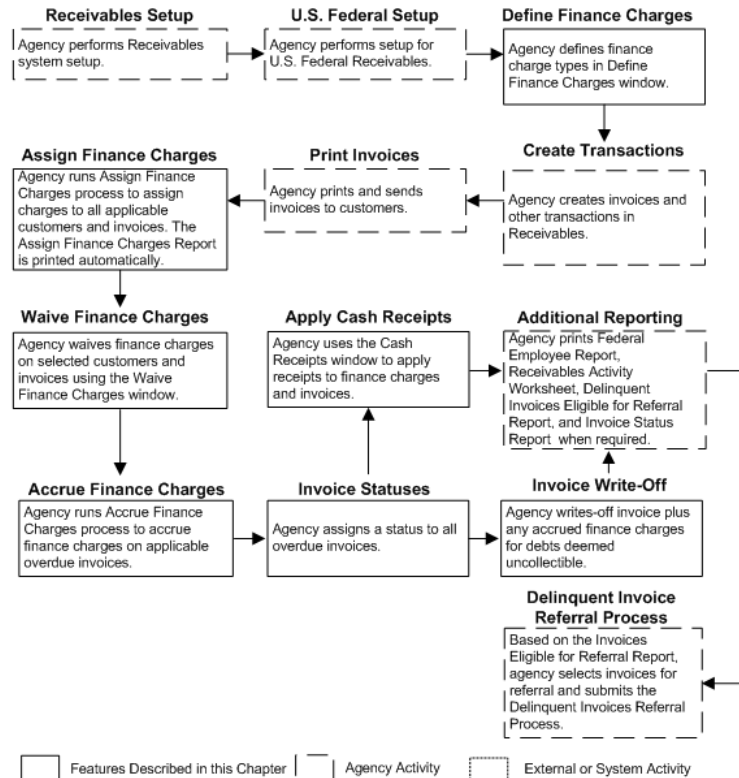 Receivables Setup
Agency performs Receivables
system setup.
U.S. Federal Setup
Agency performs setup for
U.S. Federal Receivables.
Define Finance Charges
Agency defines finance
charge types in Define
Finance Charges window.
Assign Finance Charges
Agency runs Assign Finance
Charges process to assign
charges to all applicable
customers and invoices. The
Assign Finance Charges Report
is printed automatically.
Print Invoices
Agency prints and sends
invoices to customers.
Create Transactions
Agency creates invoices and
other transactions in
Receivables.
Waive Finance Charges
Agency waives finance charges
on selected customers and
invoices using the Waive
Finance Charges window.
Apply Cash Receipts
Agency uses the Cash
Receipts window to apply
receipts to finance charges
and invoices.
Additional Reporting
Agency prints Federal
Employee Report,
Receivables Activity
Worksheet, Delinquent
Invoices Eligible for Referral
Report, and Invoice Status
Report when required.
Accrue Finance Charges
Agency runs Accrue Finance
Charges process to accrue
finance charges on applicable
overdue invoices.
Invoice Statuses
Agency assigns a status to all
overdue invoices.
Invoice Write-Off
Agency writes-off invoice plus
any accrued finance charges
for debts deemed
uncollectible.
Delinquent Invoice
Referral Process
Based on the Invoices
Eligible for Referral Report,
agency selects invoices for
referral and submits the
Delinquent Invoices Referral
Process.
Features Described in this Chapter
Agency Activity
External or System Activity